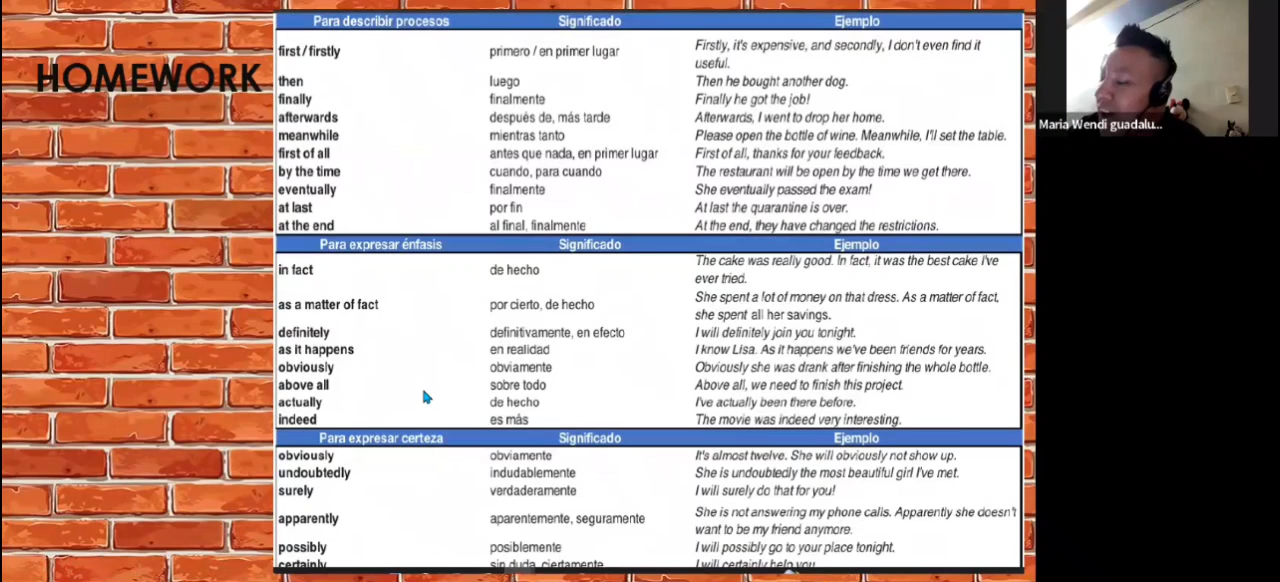 HOMEWORK
Para describir procesos Significado Ejemplo
first / firstly primero / en primer lugar Firstly, it's expensive, and secondly, I don't even find it
useful.
then luego Then he bought another dog.
finally finalmente Finally he got the job!
afterwards después de, más tarde Afterwards, I went to drop her home.
meanwhile mientras tanto Please open the bottle of wine. Meanwhile, I'll set the table.
first of all antes que nada, en primer lugar First of all, thanks for your feedback.
by the time cuando, para cuando The restaurant will be open by the time we get there.
eventually finalmente She eventually passed the exam!
at last por fin At last the quarantine is over.
at the end al final, finalmente At the end, they have changed the restrictions.
Para expresar énfasis Significado Ejemplo
in fact de hecho The cake was really good. In fact, it was the best cake I've
ever tried.
as a matter of fact por cierto, de hecho She spent a lot of money on that dress. As a matter of fact,
she spent all her savings.
definitely definitivamente, en efecto I will definitely join you tonight.
as it happens en realidad I know Lisa. As it happens we've been friends for years.
obviously obviamente Obviously she was drank after finishing the whole bottle.
above all sobre todo Above all, we need to finish this project.
actually de hecho I've actually been there before.
indeed es más The movie was indeed very interesting.
Para expresar certeza Significado Ejemplo
obviously obviamente It's almost twelve. She will obviously not show up.
undoubtedly indudablemente She is undoubtedly the most beautiful girl I've met.
surely verdaderamente I will surely do that for you!
apparently aparentemente, seguramente She is not answering my phone calls. Apparently she doesn't
want to be my friend anymore.
possibly posiblemente I will possibly go to your place tonight.
certainly sin duda, ciertamente I will certainly help you
Maria Wendi guadalu...